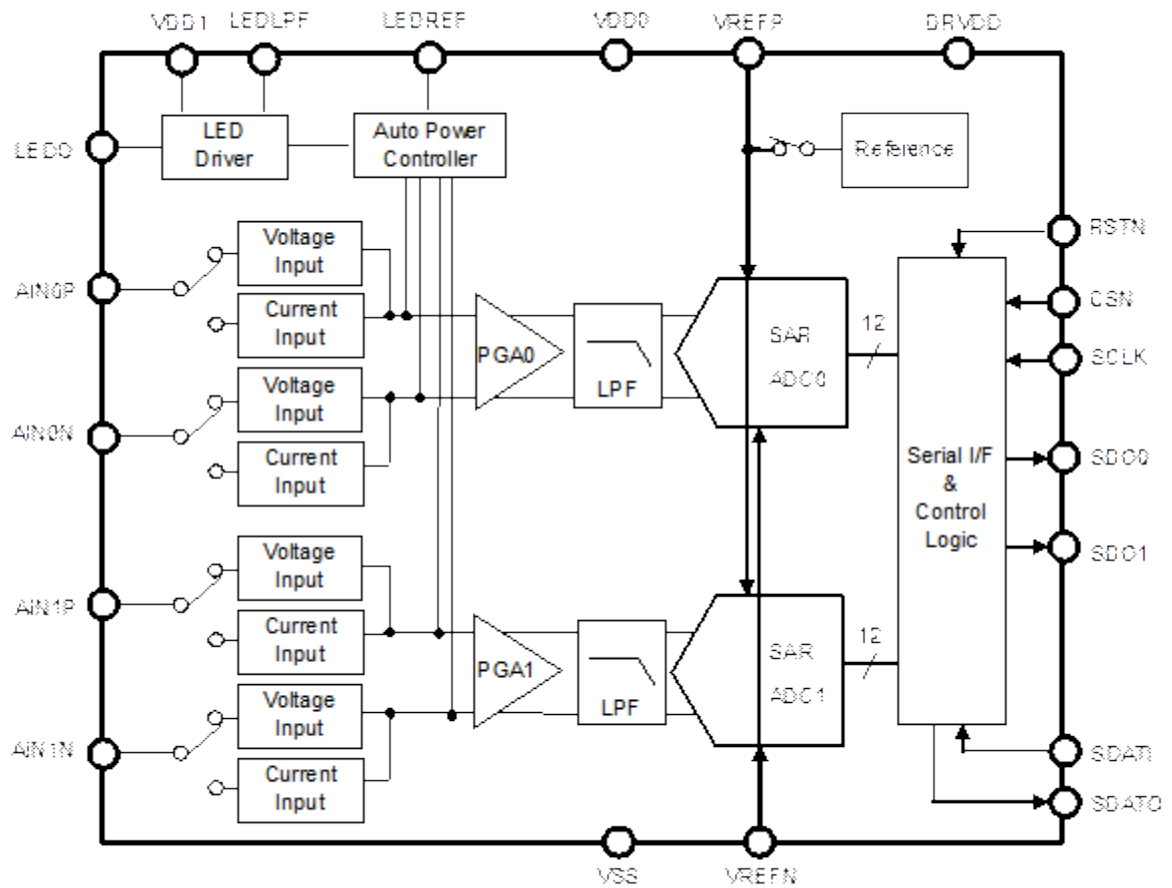 VDD1 LEDLPF LEDREF VDD0 VREFP DRVDD
LEDO
LED
Driver
Auto Power
Controller
Reference
RSTN
Voltage
Input
AIN0P
Current
Input
CSN
12
SAR
ADC0
PGA0
LPF
SCLK
Voltage
Input
AIN0N
Current
Input
Serial I/F
&
Control
Logic
SDO0
SDO1
Voltage
Input
AIN1P
Current
Input
12
SAR
ADC1
PGA1
LPF
Voltage
Input
AIN1N
Current
Input
SDATI
SDATO
VSS VREFN